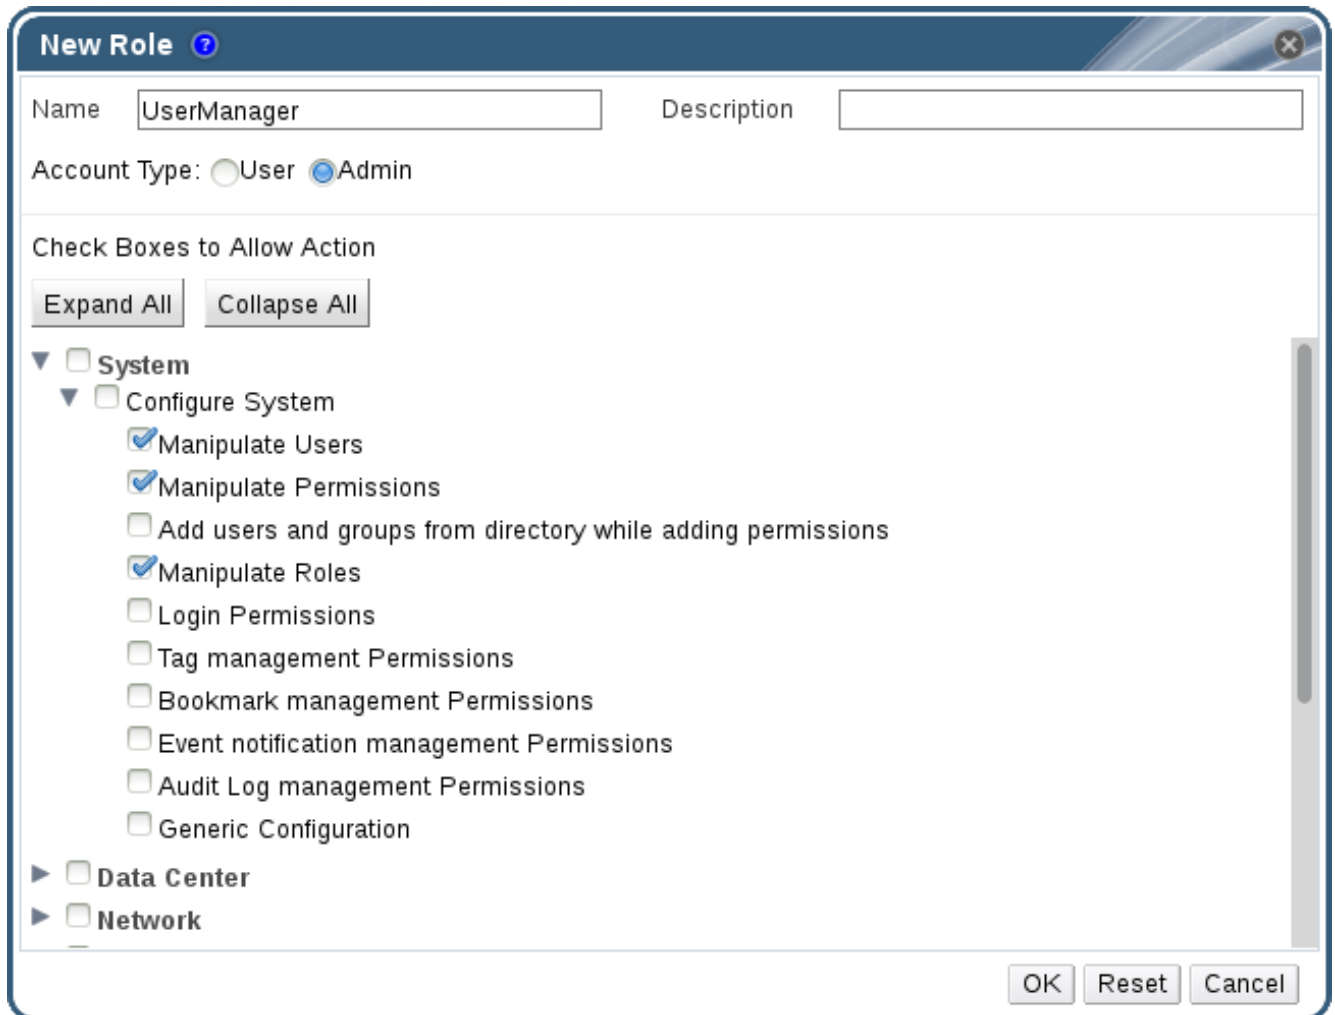 New Role ?
Name UserManager Description
Account Type: User Admin
Check Boxes to Allow Action
Expand All Collapse All
System
Configure System
Manipulate Users
Manipulate Permissions
Add users and groups from directory while adding permissions
Manipulate Roles
Login Permissions
Tag management Permissions
Bookmark management Permissions
Event notification management Permissions
Audit Log management Permissions
Generic Configuration
Data Center
Network
OK Reset Cancel